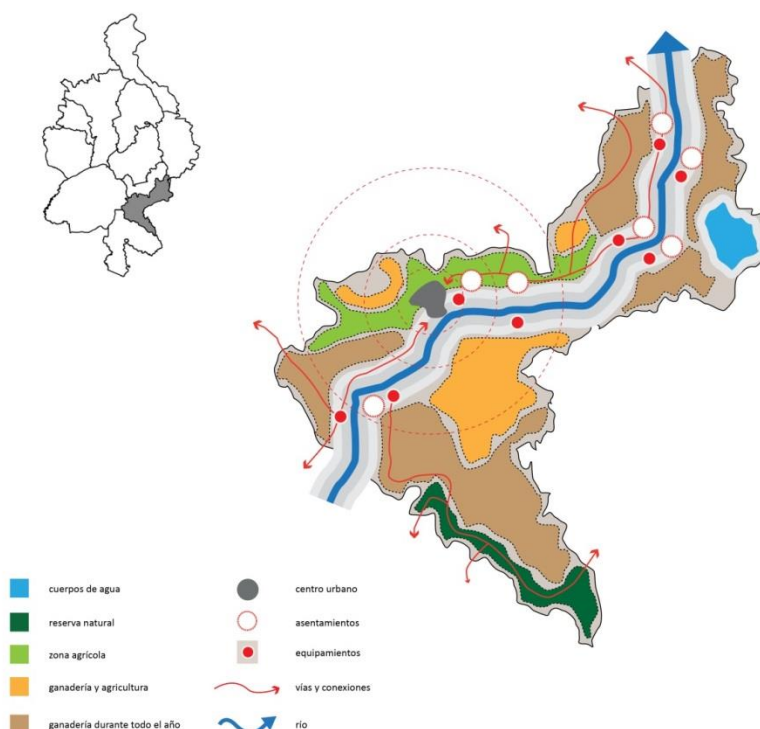 cuerpos de agua
reserva natural
zona agrícola
ganadería y agricultura
ganadería durante todo el año
centro urbano
asentamientos
equipamientos
vías y conexiones
río